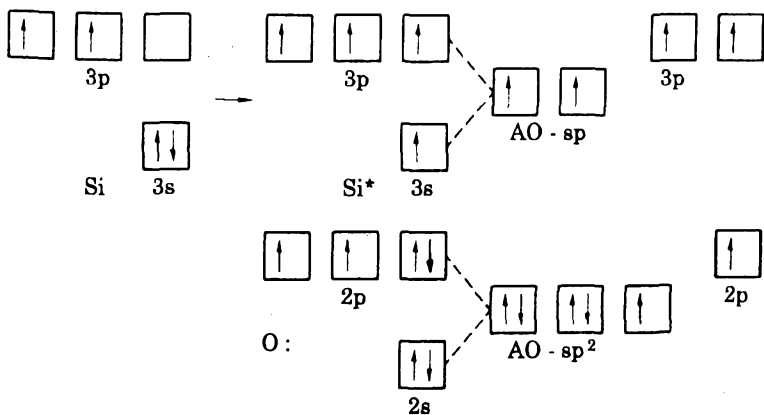 3p 3p 3p
AO - sp
Si 3s Si* 3s
2p 2p
O :
AO - sp²
2s